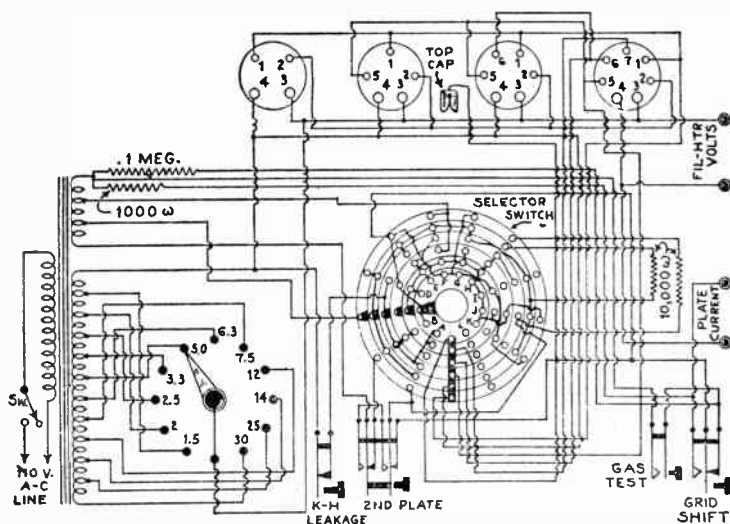 1 2
4 3
1
5 2
4 3
TOP
CAP
6 1
5 2
4 3
6 7 1
5 2
4 3
FIL-HTR
VOLTS
.1 MEG.
1000 ω
SELECTOR
SWITCH
10,000 ω
PLATE
CURRENT
6.3
5.0
7.5
3.3
12
2.5
14
2
25
1.5
30
SW.
110 V.
A-C
LINE
K-H
LEAKAGE
2ND PLATE
GAS
TEST
GRID
SHIFT